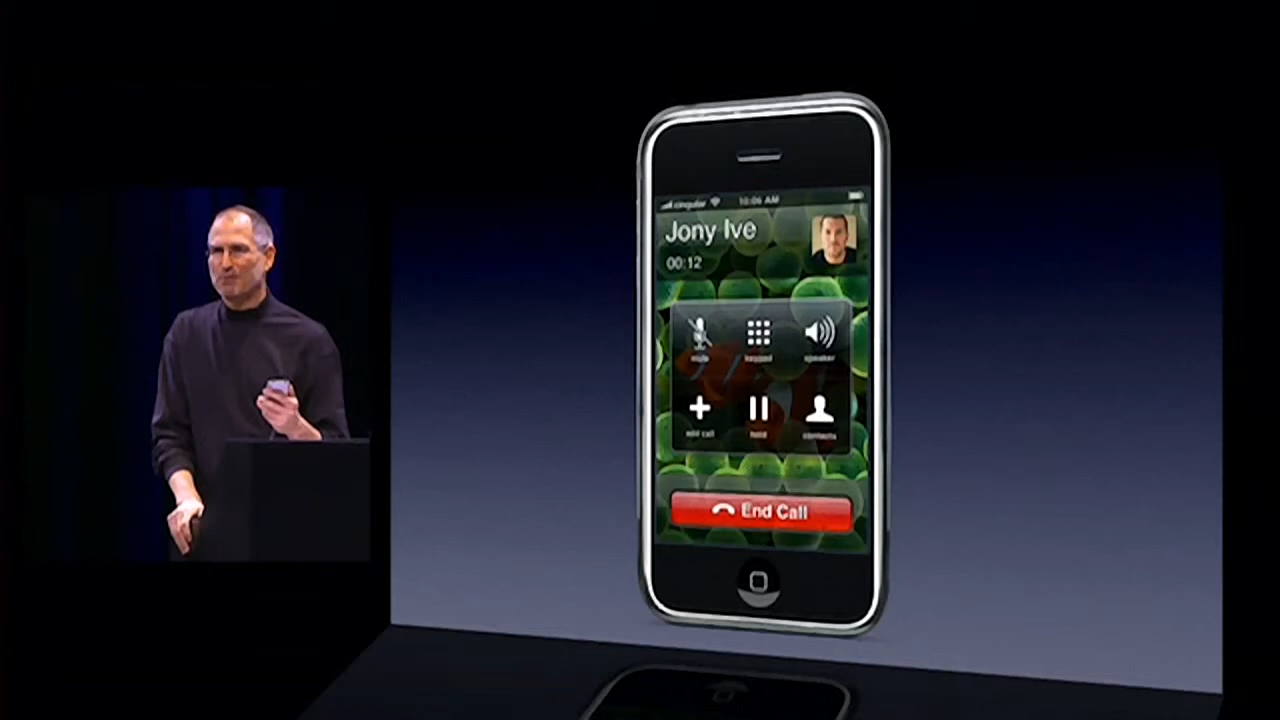 cingular 10:06 AM
Jony Ive
00:12
mute keypad speaker
add call hold contacts
End Call